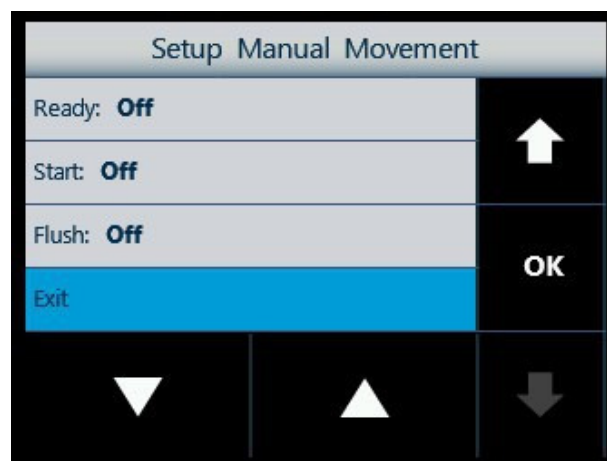 Setup Manual Movement
Ready: Off
Start: Off
Flush: Off
OK
Exit